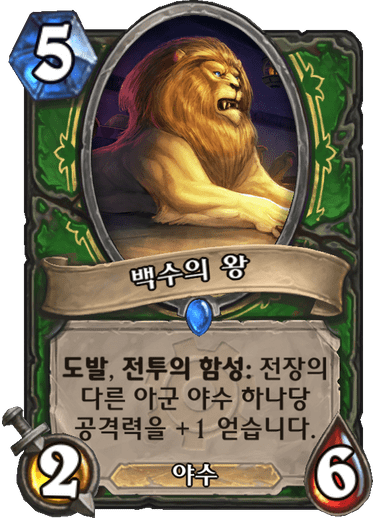 5
백수의 왕
도발, 전투의 함성: 전장의
다른 아군 야수 하나당
공격력을 +1 얻습니다.
2
야수
6